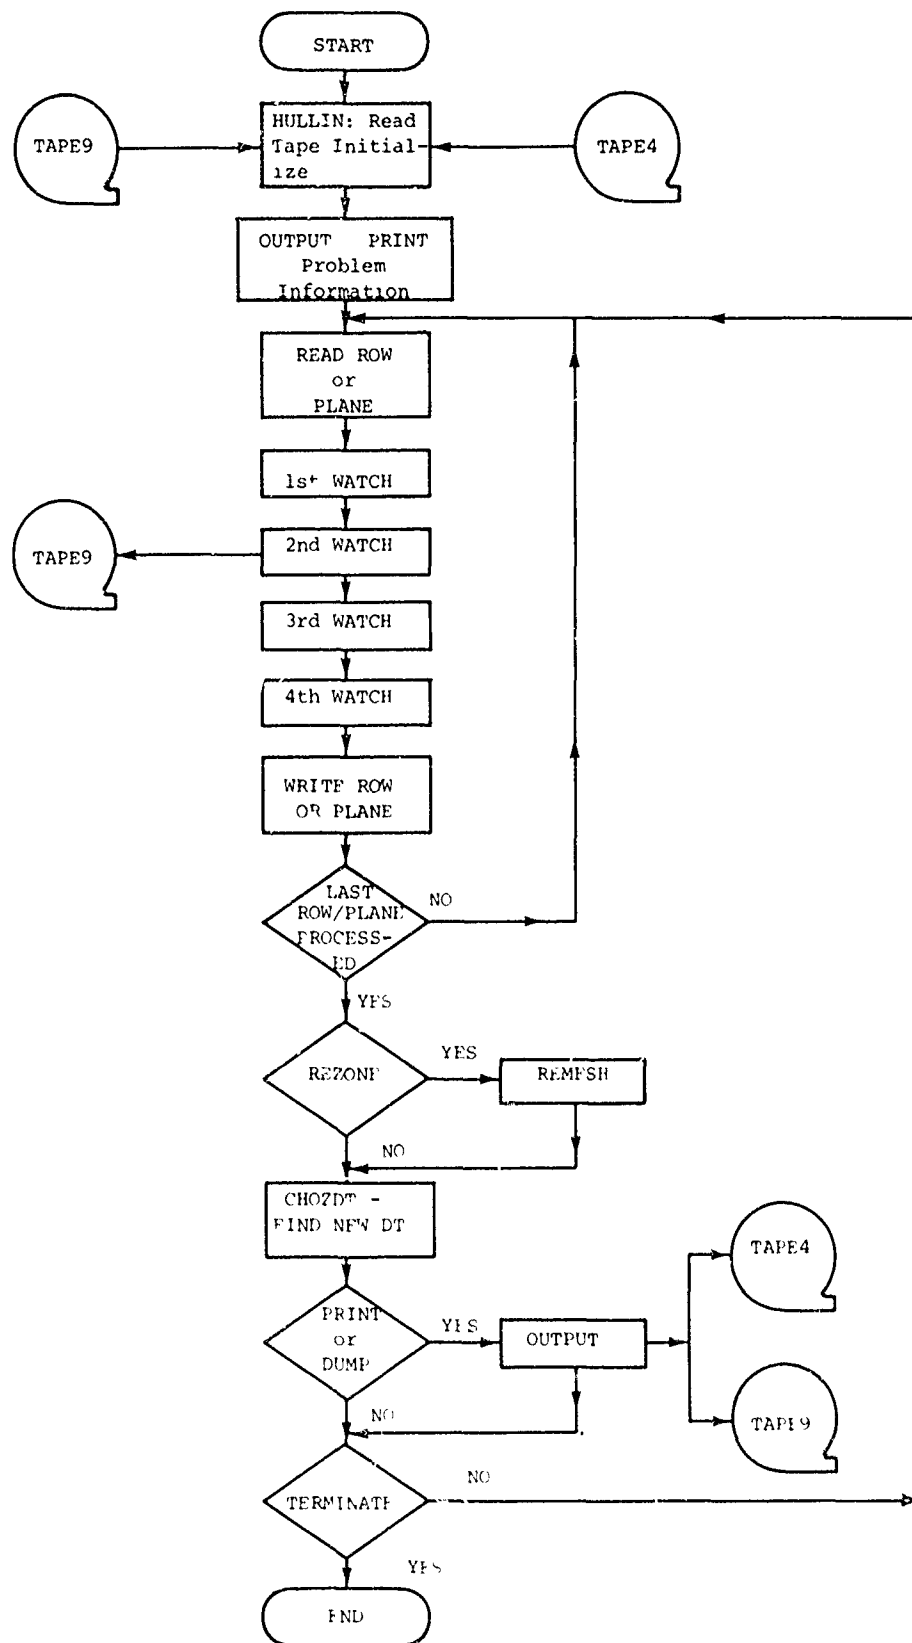 START
TAPE9
HULLIN: Read
Tape Initial-
ize
TAPE4
OUTPUT PRINT
Problem
Information
READ ROW
or
PLANE
1st WATCH
2nd WATCH
TAPE9
3rd WATCH
4th WATCH
WRITE ROW
OR PLANE
LAST
ROW/PLANE
PROCESS-
ED
NO
YES
REZONE
YES
REMESH
NO
CHOZDT -
FIND NEW DT
PRINT
or
DUMP
YES
OUTPUT
TAPE4
TAPE9
NO
TERMINATE
NO
YES
END